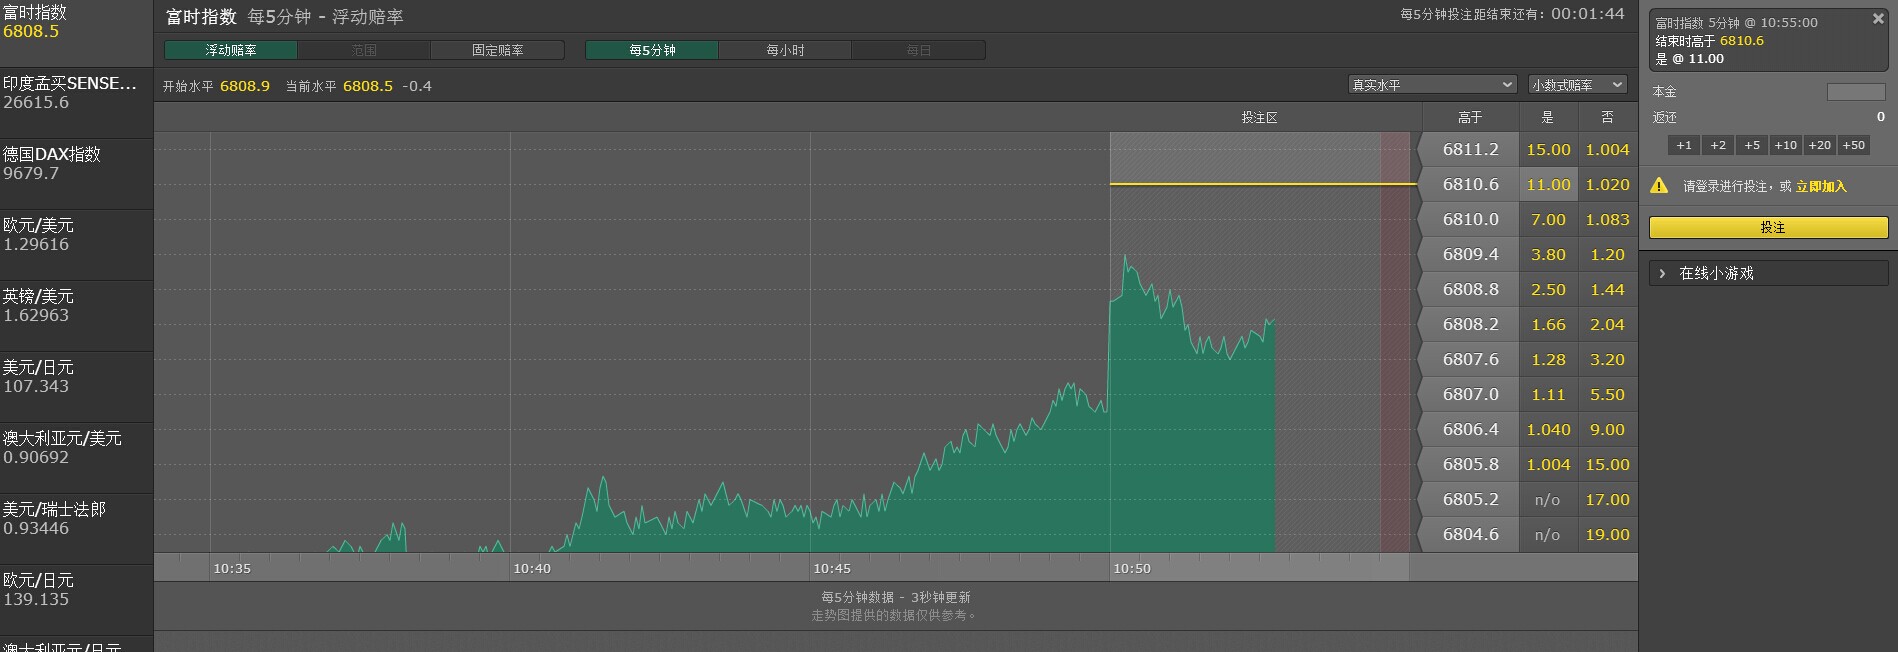 富时指数
6808.5
印度孟买SENSE...
26615.6
德国DAX指数
9679.7
欧元/美元
1.29616
英镑/美元
1.62963
美元/日元
107.343
澳大利亚元/美元
0.90692
美元/瑞士法郎
0.93446
欧元/日元
139.135
澳大利亚元/日元
富时指数 每5分钟 - 浮动赔率
每5分钟投注距结束还有: 00:01:44
浮动赔率 范围 固定赔率 每5分钟 每小时 每日
开始水平 6808.9 当前水平 6808.5 -0.4
真实水平 小数式赔率
投注区 高于 是 否
6811.2 15.00 1.004
6810.6 11.00 1.020
6810.0 7.00 1.083
6809.4 3.80 1.20
6808.8 2.50 1.44
6808.2 1.66 2.04
6807.6 1.28 3.20
6807.0 1.11 5.50
6806.4 1.040 9.00
6805.8 1.004 15.00
6805.2 n/o 17.00
6804.6 n/o 19.00
10:35 10:40 10:45 10:50
每5分钟数据 - 3秒钟更新
走势图提供的数据仅供参考。
富时指数 5分钟 @ 10:55:00
结束时高于 6810.6
是 @ 11.00
本金
返还 0
+1 +2 +5 +10 +20 +50
请登录进行投注，或 立即加入
投注
在线小游戏